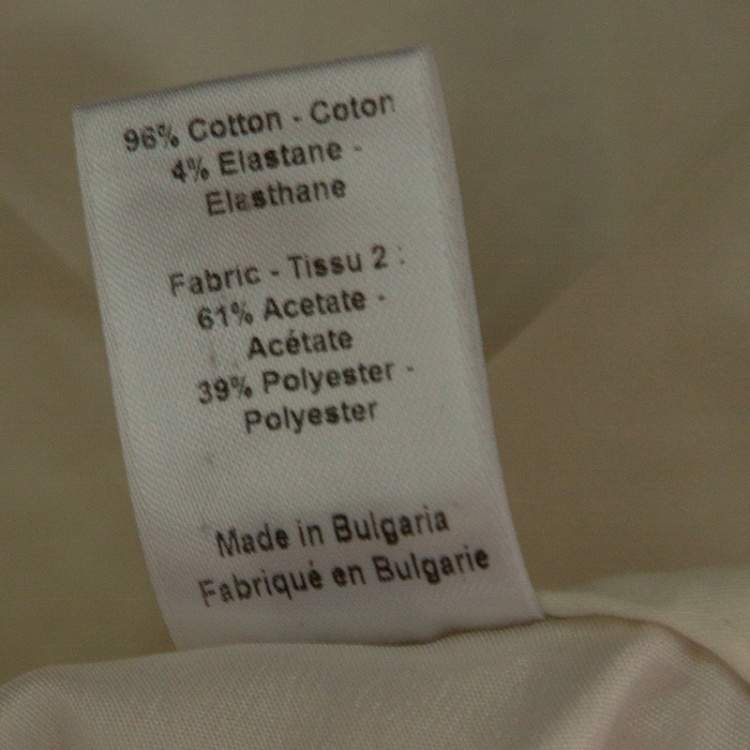 96% Cotton - Coton
4% Elastane -
Elasthane
Fabric - Tissu 2 :
61% Acetate -
Acétate
39% Polyester -
Polyester
Made in Bulgaria
Fabriqué en Bulgarie